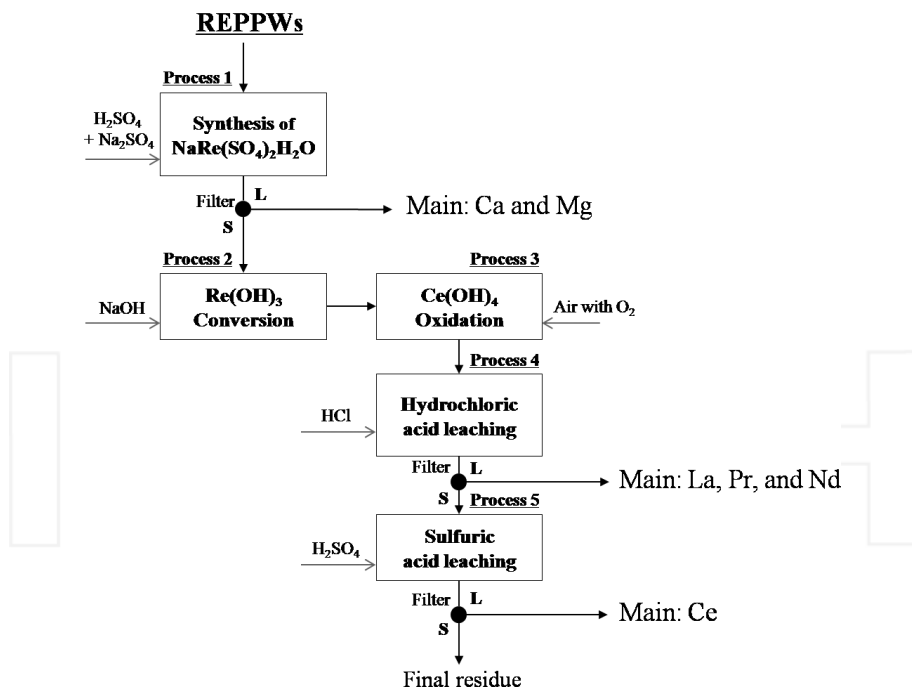 REPPWs
Process 1
H₂SO₄
+ Na₂SO₄
Synthesis of
NaRe(SO₄)₂H₂O
Filter
L
S
Main: Ca and Mg
Process 2
Process 3
NaOH
Re(OH)₃
Conversion
Ce(OH)₄
Oxidation
Air with O₂
Process 4
HCl
Hydrochloric
acid leaching
Filter
L
S
Main: La, Pr, and Nd
Process 5
H₂SO₄
Sulfuric
acid leaching
Filter
L
S
Main: Ce
Final residue